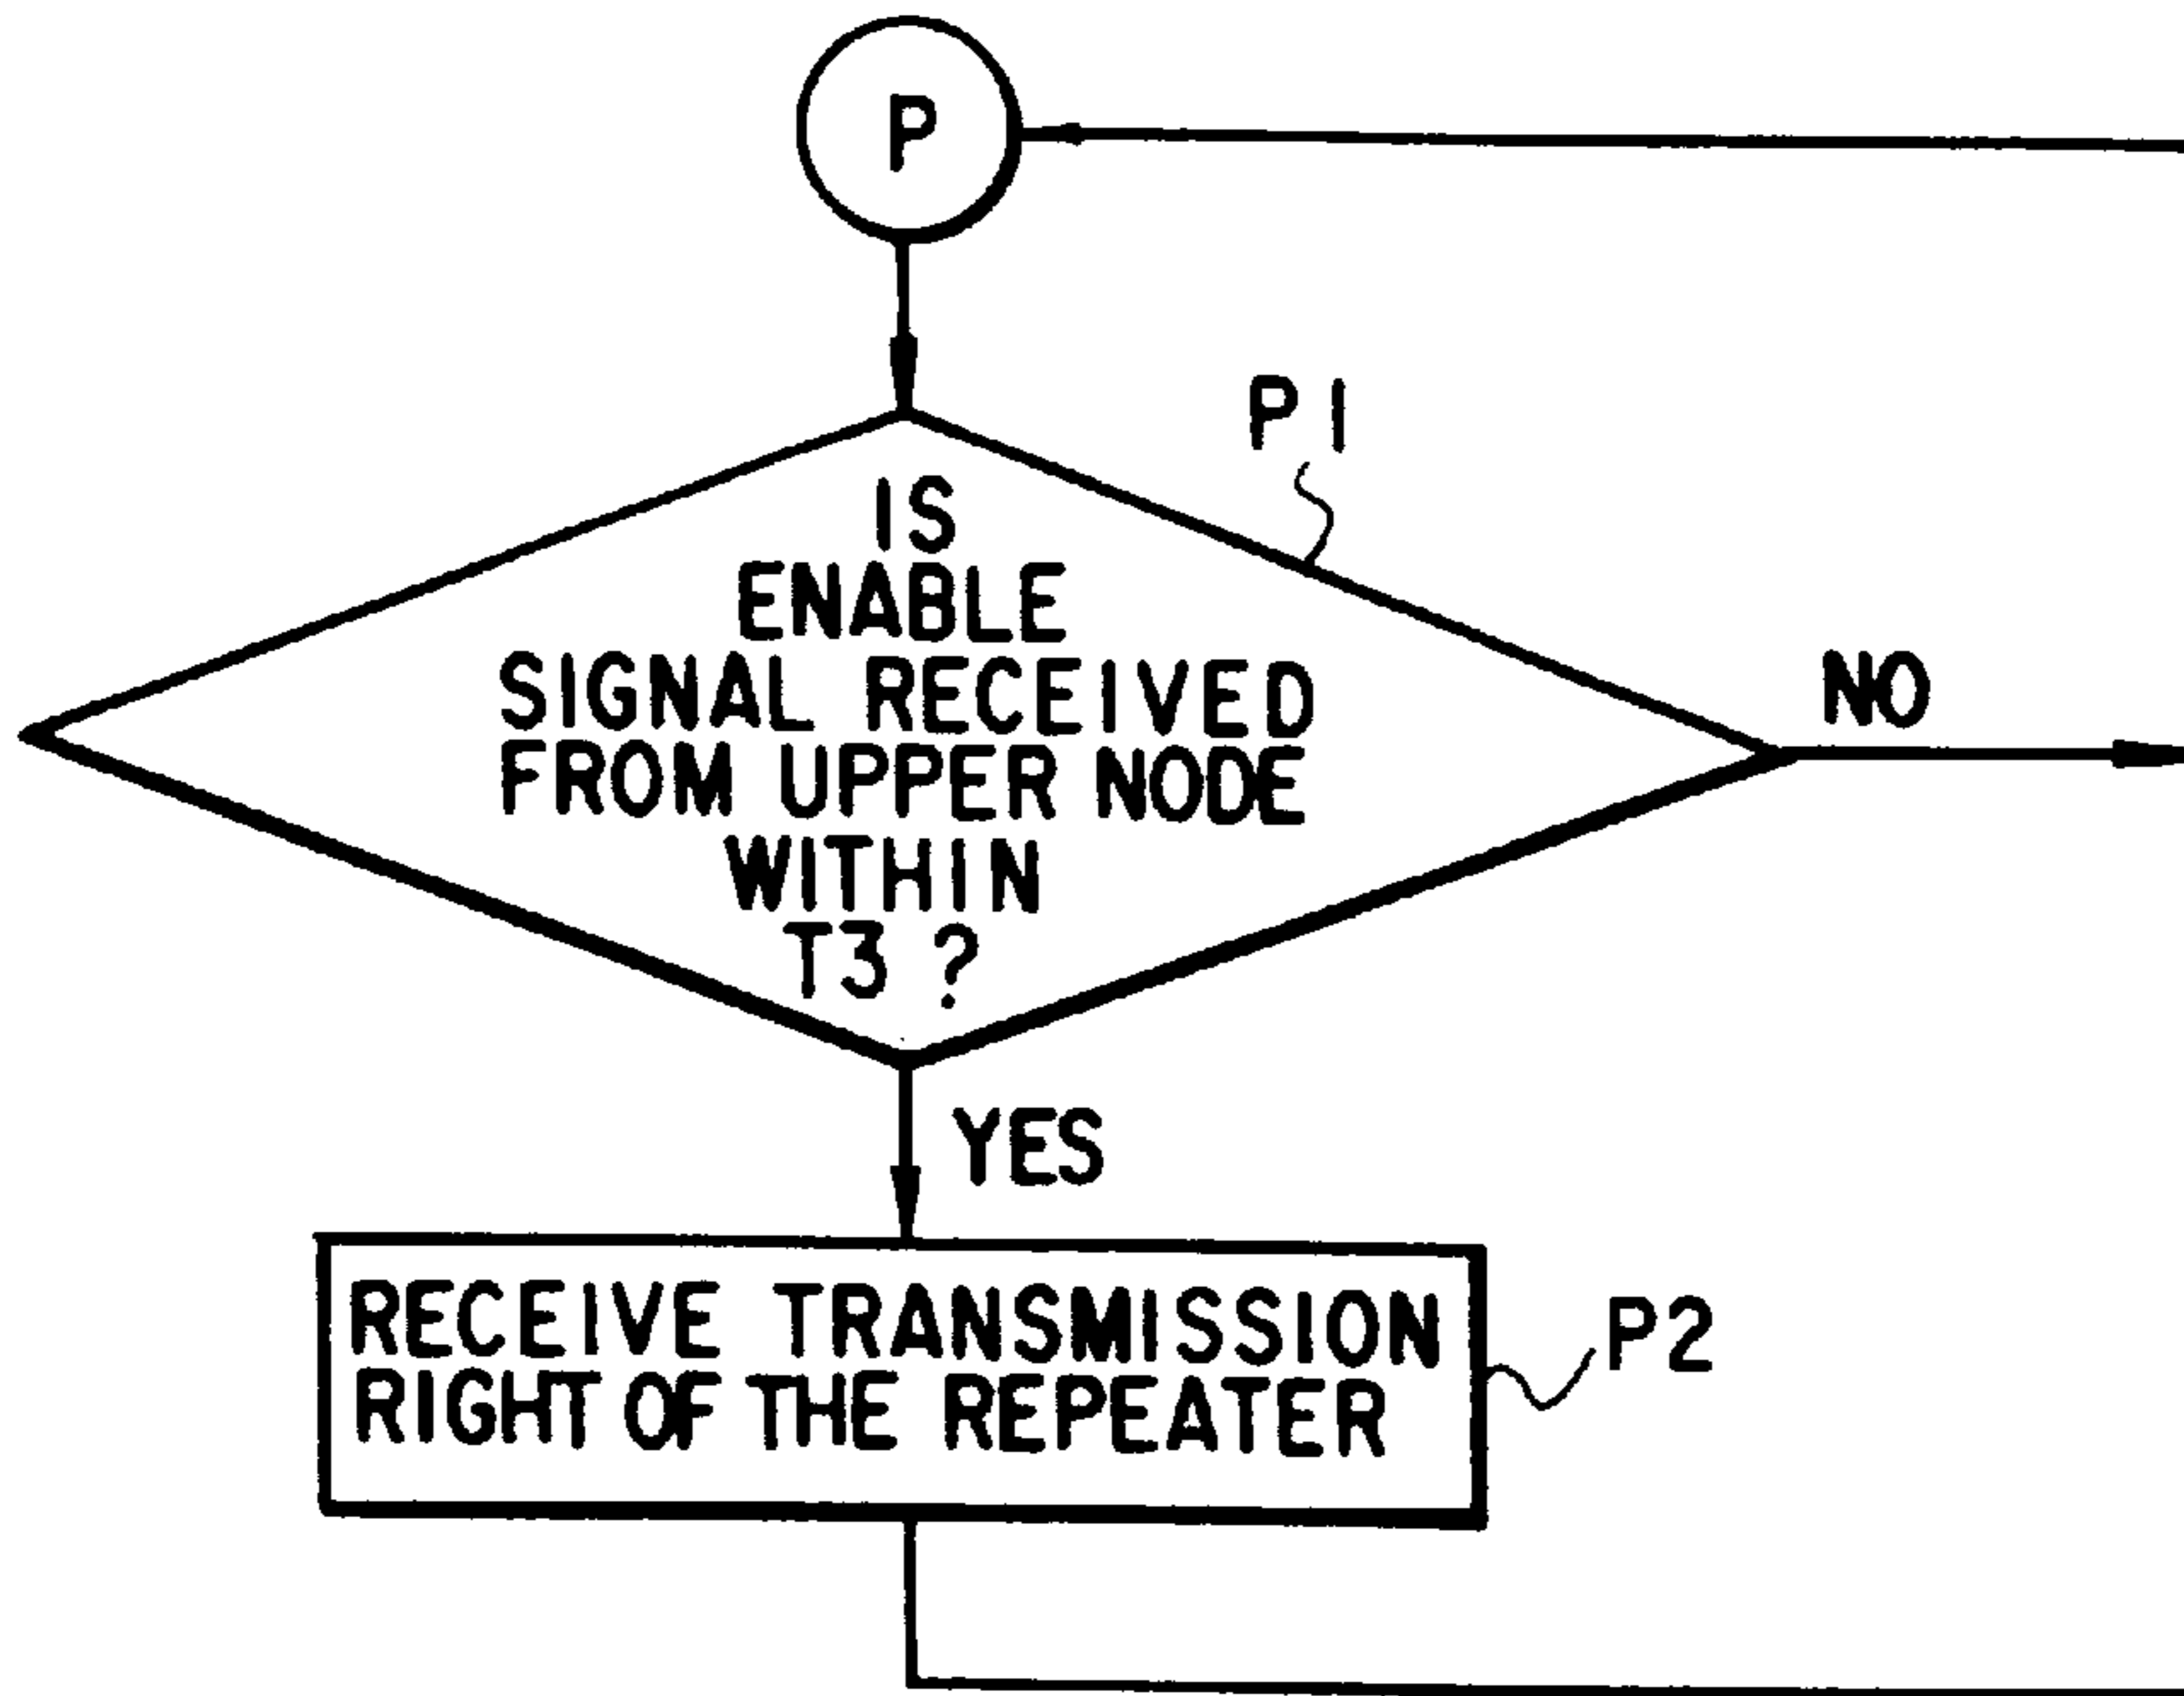 P
P1
IS
ENABLE
SIGNAL RECEIVED
FROM UPPER NODE
WITHIN
T3 ?
NO
YES
RECEIVE TRANSMISSION
RIGHT OF THE REPEATER
P2